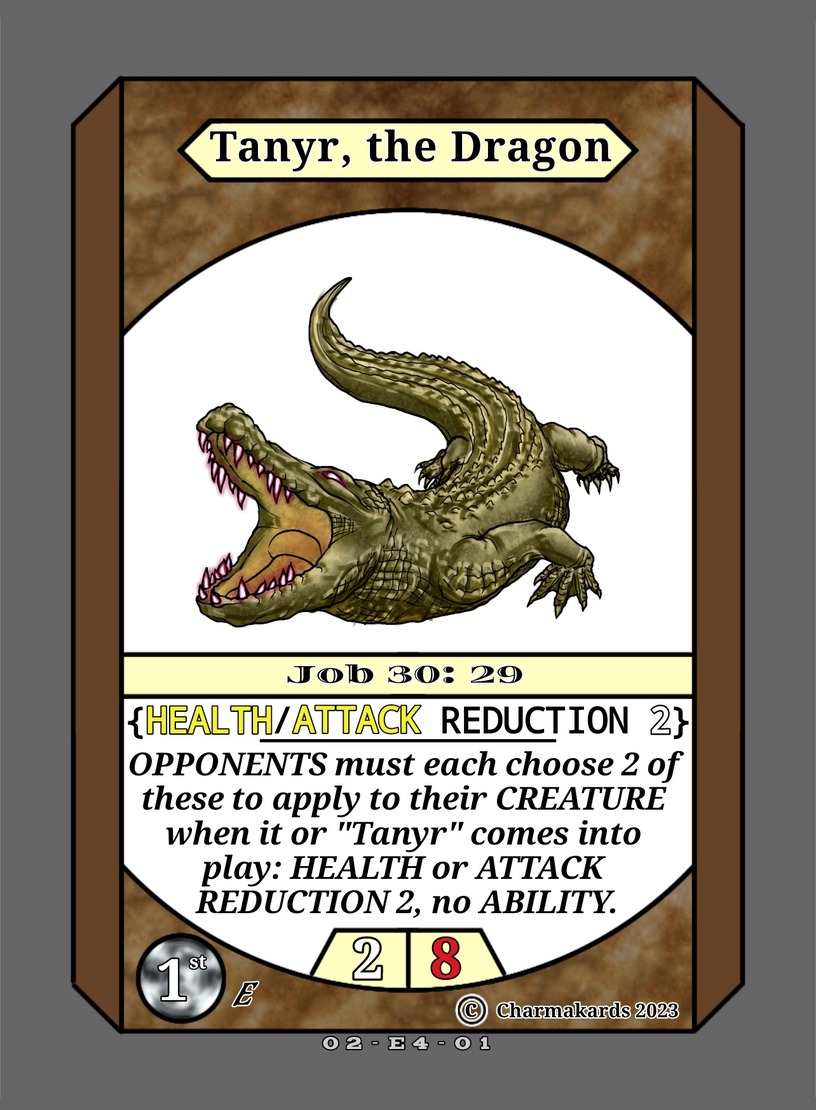 Tanyr, the Dragon
Job 30: 29
{HEALTH/ATTACK REDUCTION 2}
OPPONENTS must each choose 2 of
these to apply to their CREATURE
when it or "Tanyr" comes into
play: HEALTH or ATTACK
REDUCTION 2, no ABILITY.
2 8
1st E
© Charmakards 2023
02-E4-01